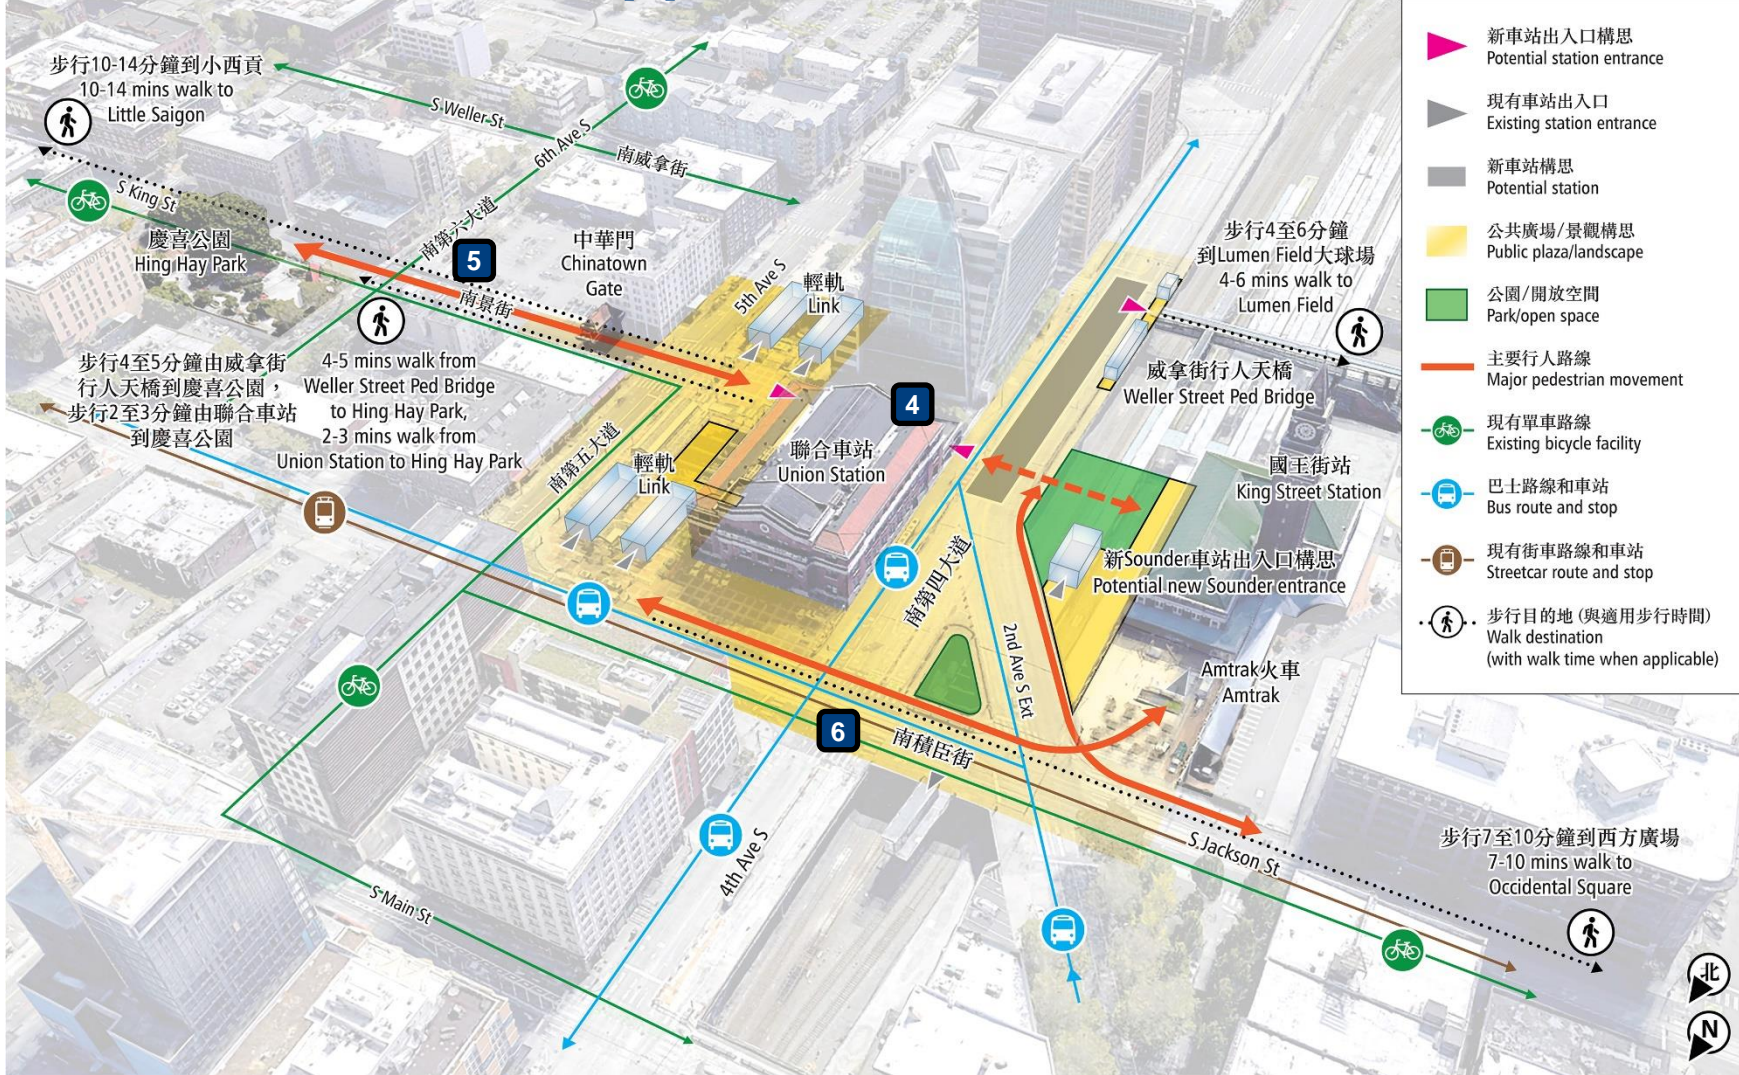 步行10-14分鐘到小西貢
10-14 mins walk to
Little Saigon
S Weller St
南威拿街
6th Ave S
南第六大道
S King St
慶喜公園
Hing Hay Park
5
南景街
中華門
Chinatown
Gate
5th Ave S
輕軌
Link
步行4至5分鐘由威拿街
行人天橋到慶喜公園，
步行2至3分鐘由聯合車站
到慶喜公園
4-5 mins walk from
Weller Street Ped Bridge
to Hing Hay Park,
2-3 mins walk from
Union Station to Hing Hay Park
南第五大道
輕軌
Link
4
聯合車站
Union Station
步行4至6分鐘
到Lumen Field大球場
4-6 mins walk to
Lumen Field
威拿街行人天橋
Weller Street Ped Bridge
國王街站
King Street Station
新Sounder車站出入口構思
Potential new Sounder entrance
南第四大道
2nd Ave S Ext
Amtrak火車
Amtrak
6
南積臣街
S Jackson St
4th Ave S
S Main St
步行7至10分鐘到西方廣場
7-10 mins walk to
Occidental Square
新車站出入口構思
Potential station entrance
現有車站出入口
Existing station entrance
新車站構思
Potential station
公共廣場/景觀構思
Public plaza/landscape
公園/開放空間
Park/open space
主要行人路線
Major pedestrian movement
現有單車路線
Existing bicycle facility
巴士路線和車站
Bus route and stop
現有街車路線和車站
Streetcar route and stop
步行目的地 (與適用步行時間)
Walk destination
(with walk time when applicable)
北
N